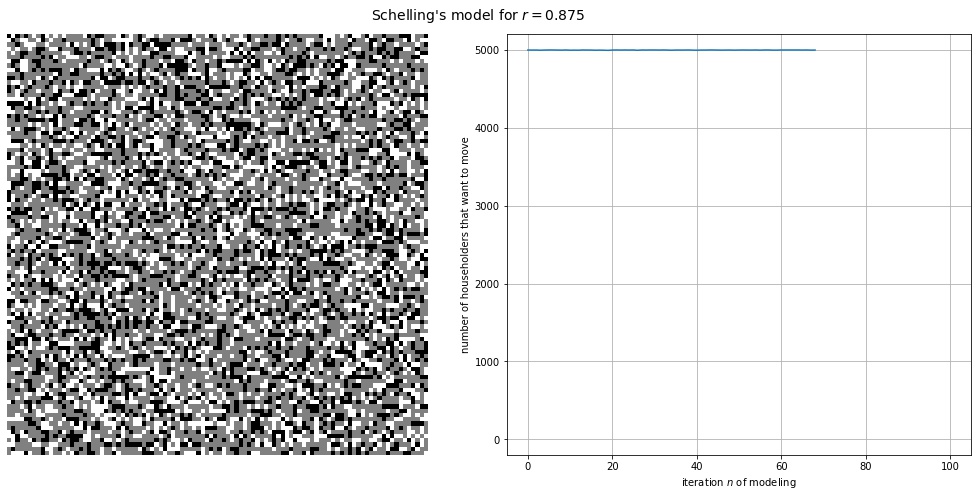 Schelling's model for r = 0.875
number of householders that want to move
5000
4000
3000
2000
1000
0
0 20 40 60 80 100
iteration n of modeling